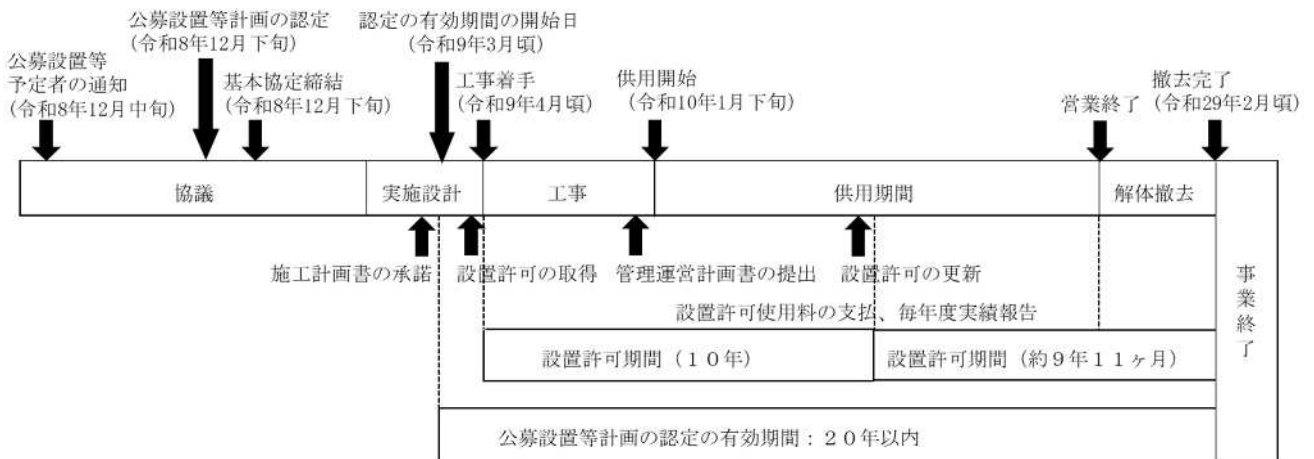 公募設置等計画の認定
(令和8年12月下旬)
認定の有効期間の開始日
(令和9年3月頃)
公募設置等
予定者の通知
(令和8年12月中旬)
基本協定締結
(令和8年12月下旬)
工事着手
(令和9年4月頃)
供用開始
(令和10年1月下旬)
営業終了
撤去完了
(令和29年2月頃)
協議
実施設計
工事
供用期間
解体撤去
施工計画書の承諾
設置許可の取得
管理運営計画書の提出
設置許可の更新
設置許可使用料の支払、毎年度実績報告
設置許可期間（１０年）
設置許可期間（約９年１１ヶ月）
公募設置等計画の認定の有効期間：２０年以内
事業終了